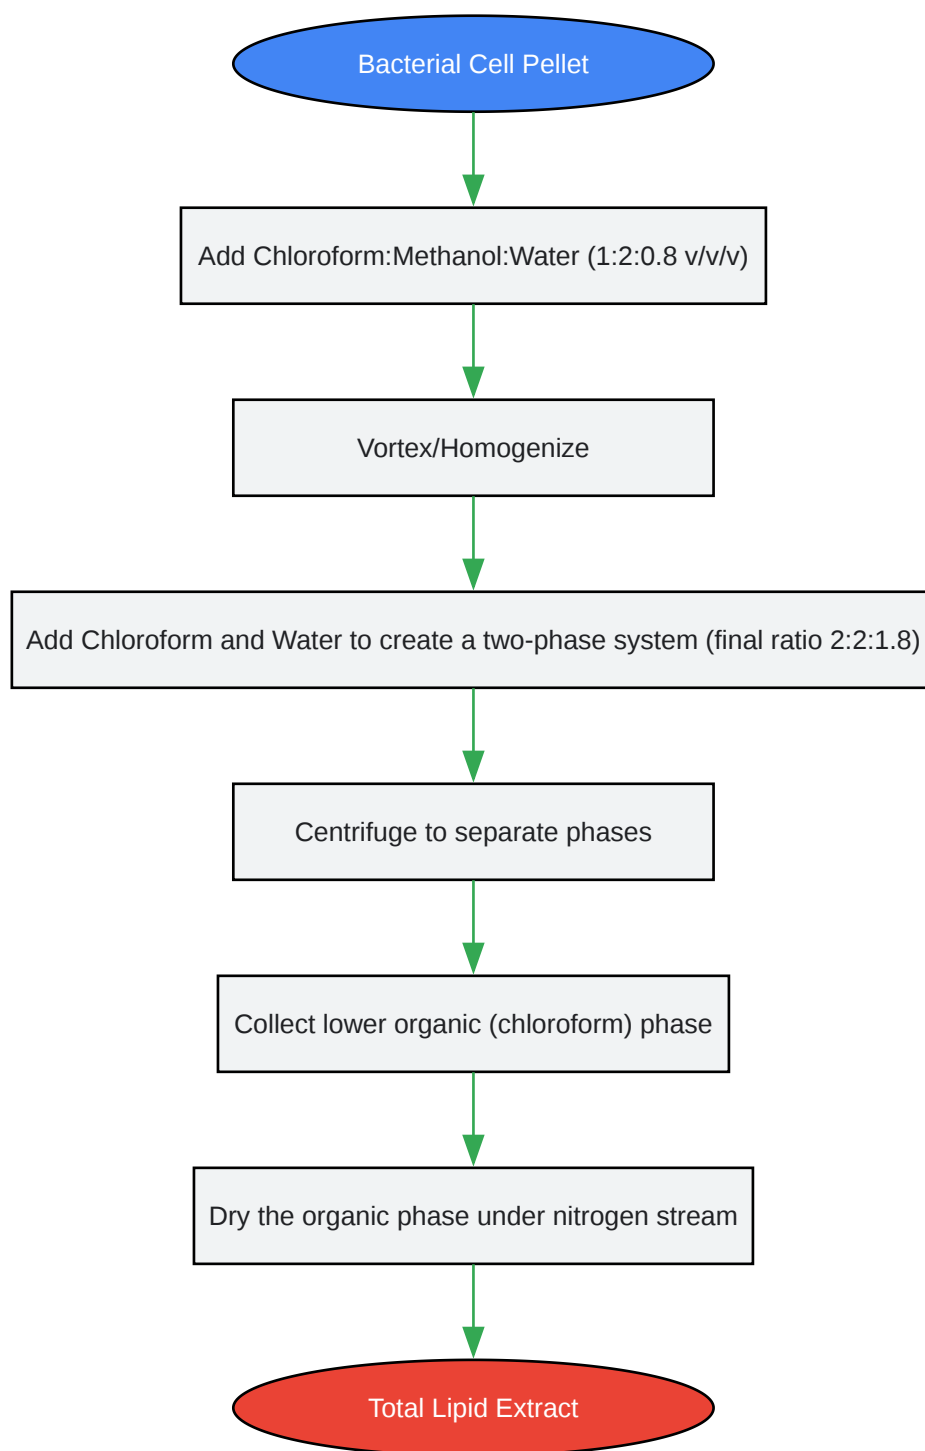 Bacterial Cell Pellet
Add Chloroform:Methanol:Water (1:2:0.8 v/v/v)
Vortex/Homogenize
Add Chloroform and Water to create a two-phase system (final ratio 2:2:1.8)
Centrifuge to separate phases
Collect lower organic (chloroform) phase
Dry the organic phase under nitrogen stream
Total Lipid Extract